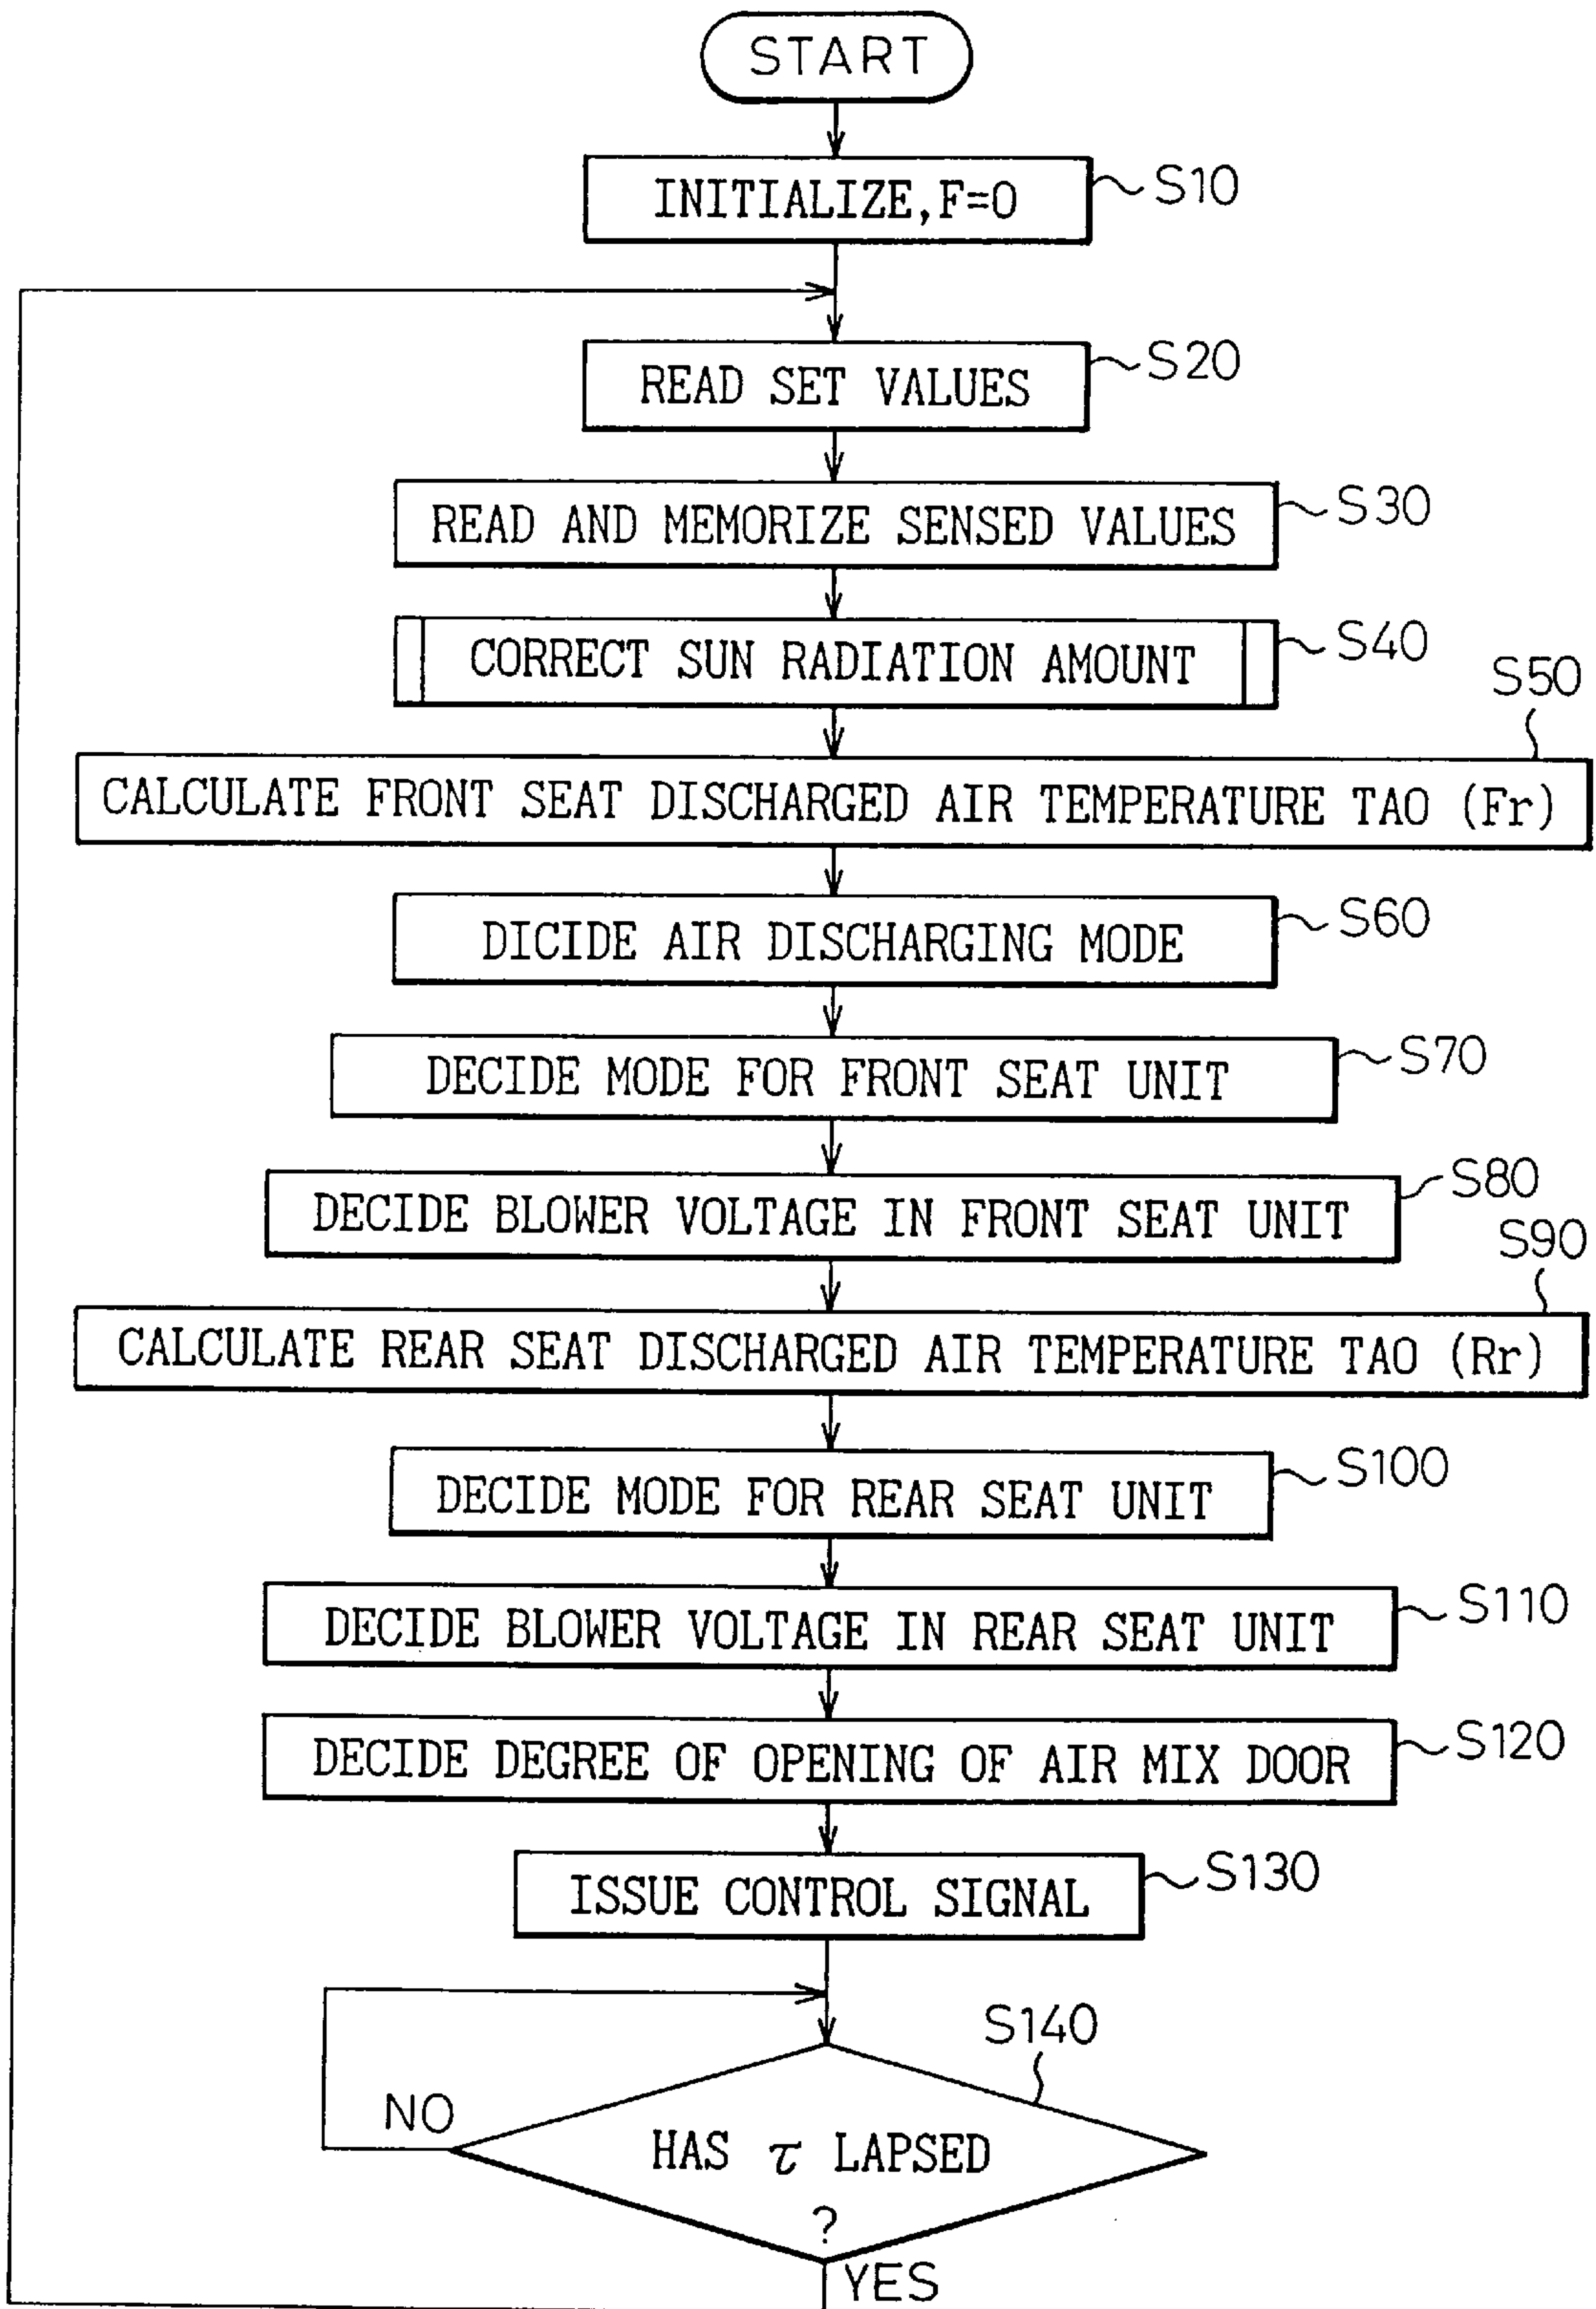 START
INITIALIZE,F=0
S10
READ SET VALUES
S20
READ AND MEMORIZE SENSED VALUES
S30
CORRECT SUN RADIATION AMOUNT
S40
S50
CALCULATE FRONT SEAT DISCHARGED AIR TEMPERATURE TAO (Fr)
DICIDE AIR DISCHARGING MODE
S60
DECIDE MODE FOR FRONT SEAT UNIT
S70
DECIDE BLOWER VOLTAGE IN FRONT SEAT UNIT
S80
S90
CALCULATE REAR SEAT DISCHARGED AIR TEMPERATURE TAO (Rr)
DECIDE MODE FOR REAR SEAT UNIT
S100
DECIDE BLOWER VOLTAGE IN REAR SEAT UNIT
S110
DECIDE DEGREE OF OPENING OF AIR MIX DOOR
S120
ISSUE CONTROL SIGNAL
S130
S140
NO
HAS τ LAPSED
?
YES